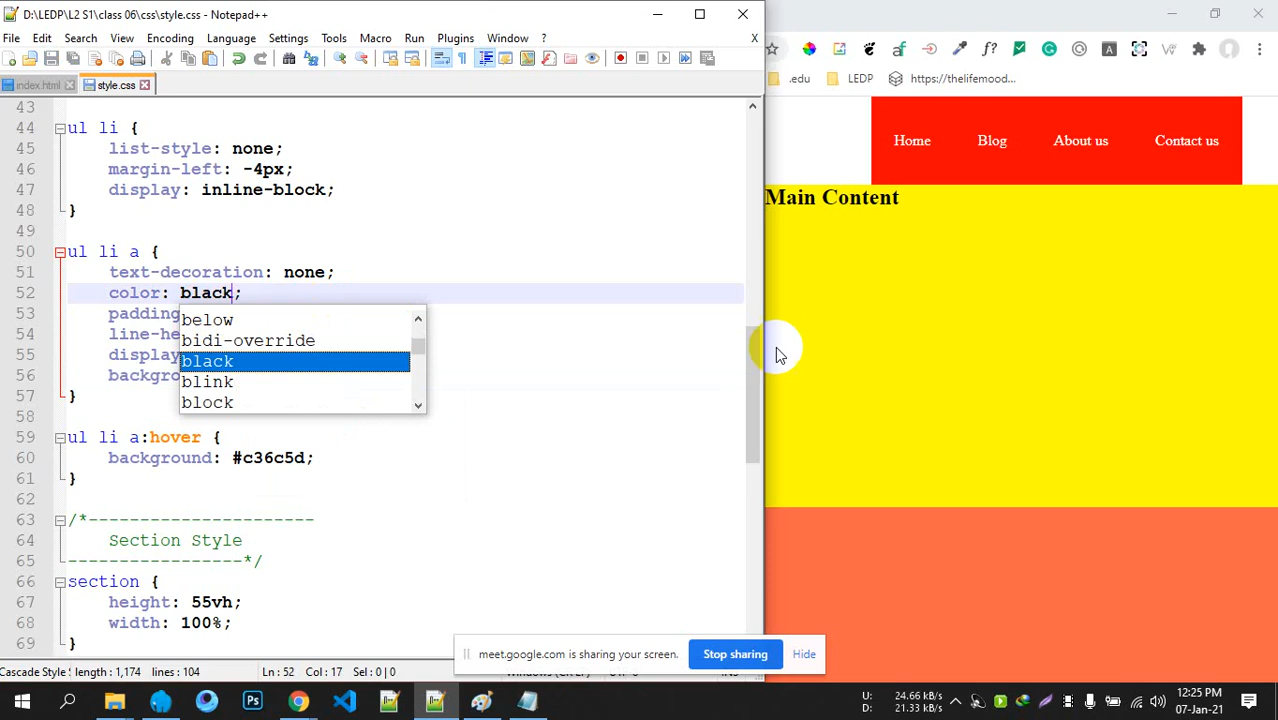 D:\LEDP\L2 S1\class 06\css\style.css - Notepad++
File Edit Search View Encoding Language Settings Tools Macro Run Plugins Window ? X
index.html style.css
43
44 ul li {
45 list-style: none;
46 margin-left: -4px;
47 display: inline-block;
48 }
49
50 ul li a {
51 text-decoration: none;
52 color: black;
53 padding
54 line-he
55 display
56 backgro
57 }
58
59 ul li a:hover {
60 background: #c36c5d;
61 }
62
63 /*---------------------
64 Section Style
65 -----------------*/
66 section {
67 height: 55vh;
68 width: 100%;
69 }
below
bidi-override
black
blink
block
.edu LEDP https://thelifemood...
Home Blog About us Contact us
Main Content
meet.google.com is sharing your screen. Stop sharing Hide
Cascade Style length : 1,174 lines : 104 Ln : 52 Col : 17 Sel : 0 | 0
U: 24.66 kB/s
D: 21.33 kB/s
12:25 PM
07-Jan-21